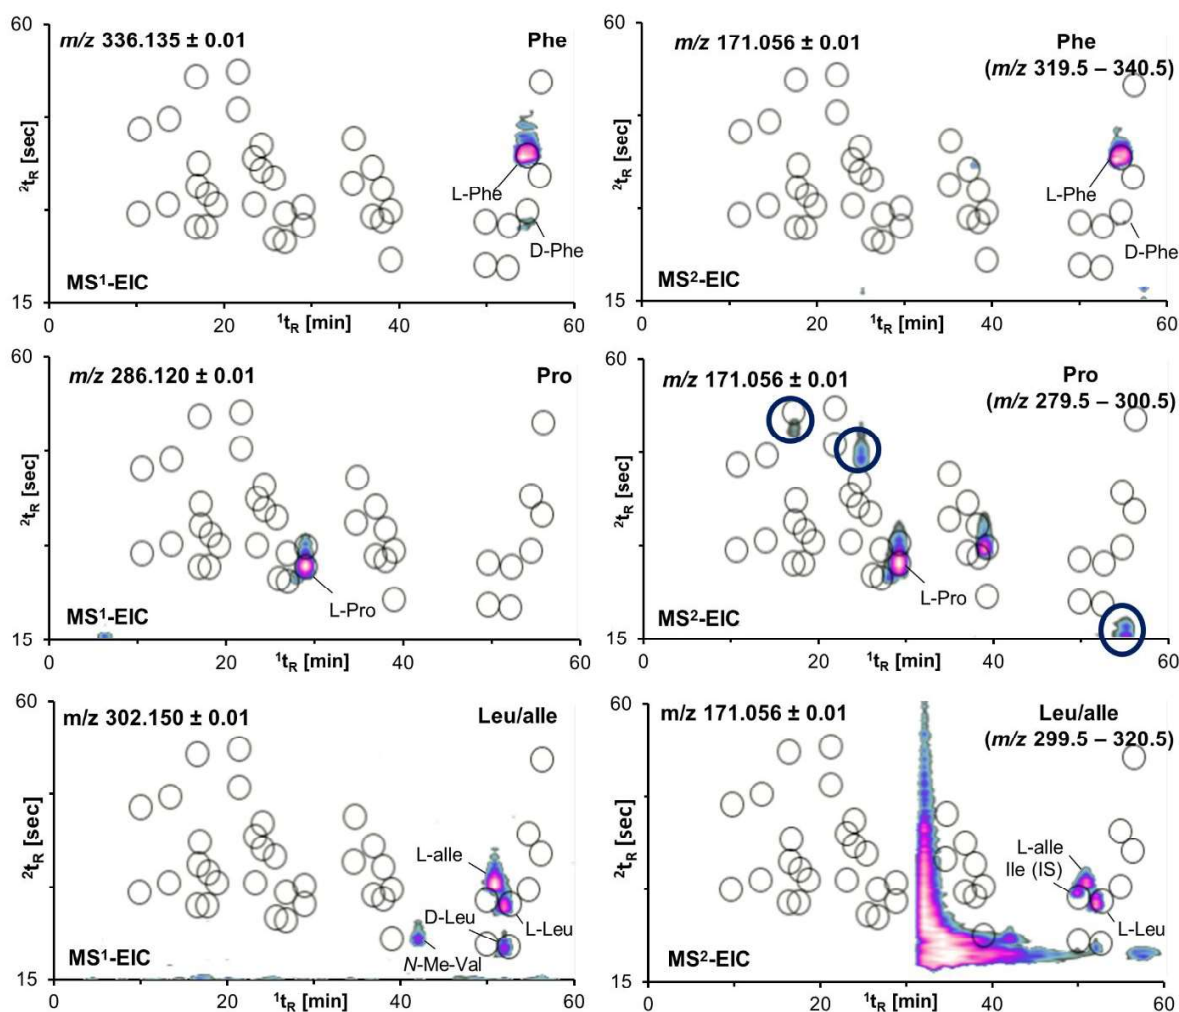 60
m/z 336.135 ± 0.01
Phe
²tR [sec]
L-Phe
D-Phe
MS¹-EIC
15
0
20
40
60
¹tR [min]
60
m/z 171.056 ± 0.01
Phe
(m/z 319.5 – 340.5)
²tR [sec]
L-Phe
D-Phe
MS²-EIC
15
0
20
40
60
¹tR [min]
60
m/z 286.120 ± 0.01
Pro
²tR [sec]
L-Pro
MS¹-EIC
15
0
20
40
60
¹tR [min]
60
m/z 171.056 ± 0.01
Pro
(m/z 279.5 – 300.5)
²tR [sec]
L-Pro
MS²-EIC
15
0
20
40
60
¹tR [min]
60
m/z 302.150 ± 0.01
Leu/alle
²tR [sec]
L-alle
D-Leu
L-Leu
N-Me-Val
MS¹-EIC
15
0
20
40
60
¹tR [min]
60
m/z 171.056 ± 0.01
Leu/alle
(m/z 299.5 – 320.5)
²tR [sec]
L-alle
Ile (IS)
L-Leu
MS²-EIC
15
0
20
40
60
¹tR [min]